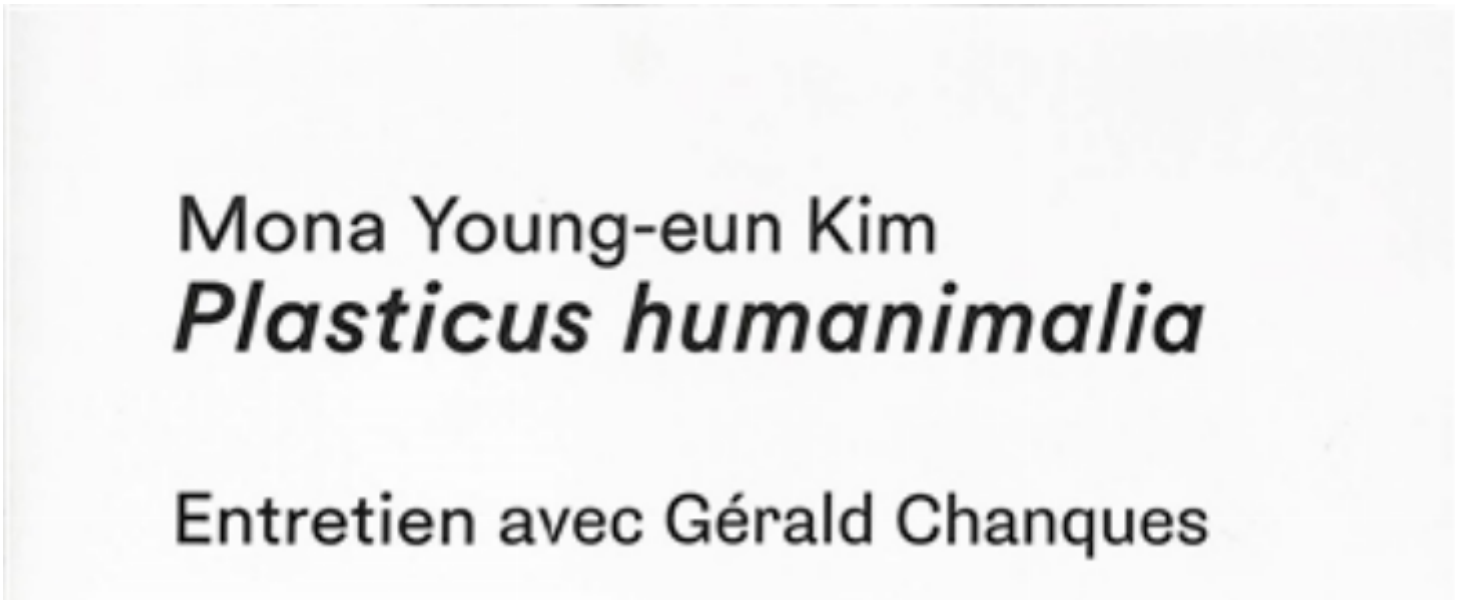 Mona Young-eun Kim
Plasticus humanimalia
Entretien avec Gérald Chanques